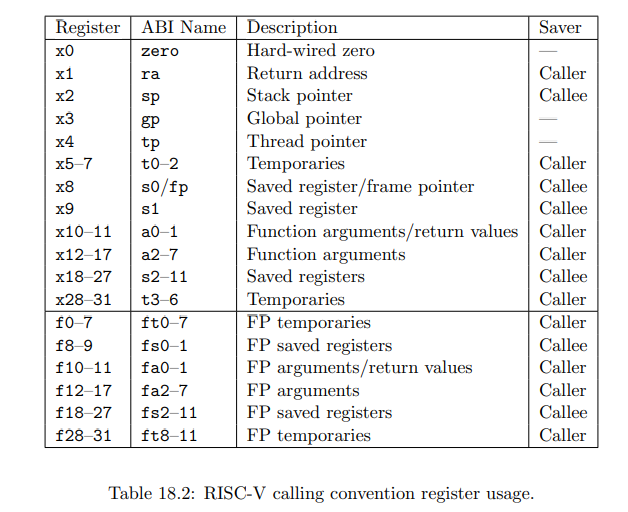 Register ABI Name Description Saver
x0 zero Hard-wired zero —
x1 ra Return address Caller
x2 sp Stack pointer Callee
x3 gp Global pointer —
x4 tp Thread pointer —
x5–7 t0–2 Temporaries Caller
x8 s0/fp Saved register/frame pointer Callee
x9 s1 Saved register Callee
x10–11 a0–1 Function arguments/return values Caller
x12–17 a2–7 Function arguments Caller
x18–27 s2–11 Saved registers Callee
x28–31 t3–6 Temporaries Caller
f0–7 ft0–7 FP temporaries Caller
f8–9 fs0–1 FP saved registers Callee
f10–11 fa0–1 FP arguments/return values Caller
f12–17 fa2–7 FP arguments Caller
f18–27 fs2–11 FP saved registers Callee
f28–31 ft8–11 FP temporaries Caller
Table 18.2: RISC-V calling convention register usage.